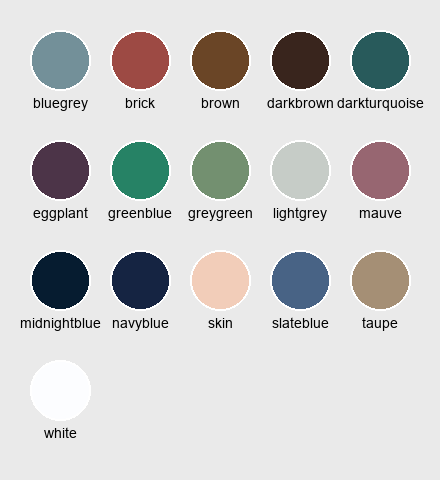 bluegrey brick brown darkbrown darkturquoise
eggplant greenblue greygreen lightgrey mauve
midnightblue navyblue skin slateblue taupe
white